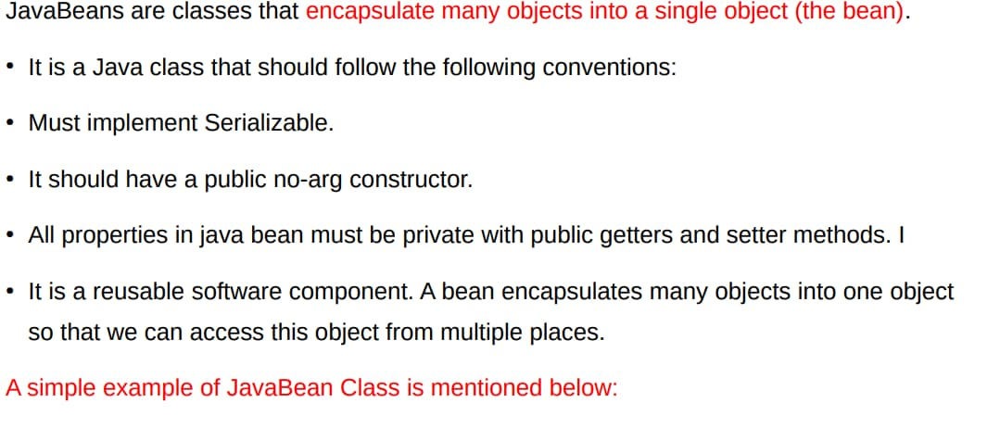 JavaBeans are classes that encapsulate many objects into a single object (the bean).
• It is a Java class that should follow the following conventions:
• Must implement Serializable.
• It should have a public no-arg constructor.
• All properties in java bean must be private with public getters and setter methods. I
• It is a reusable software component. A bean encapsulates many objects into one object
so that we can access this object from multiple places.
A simple example of JavaBean Class is mentioned below: